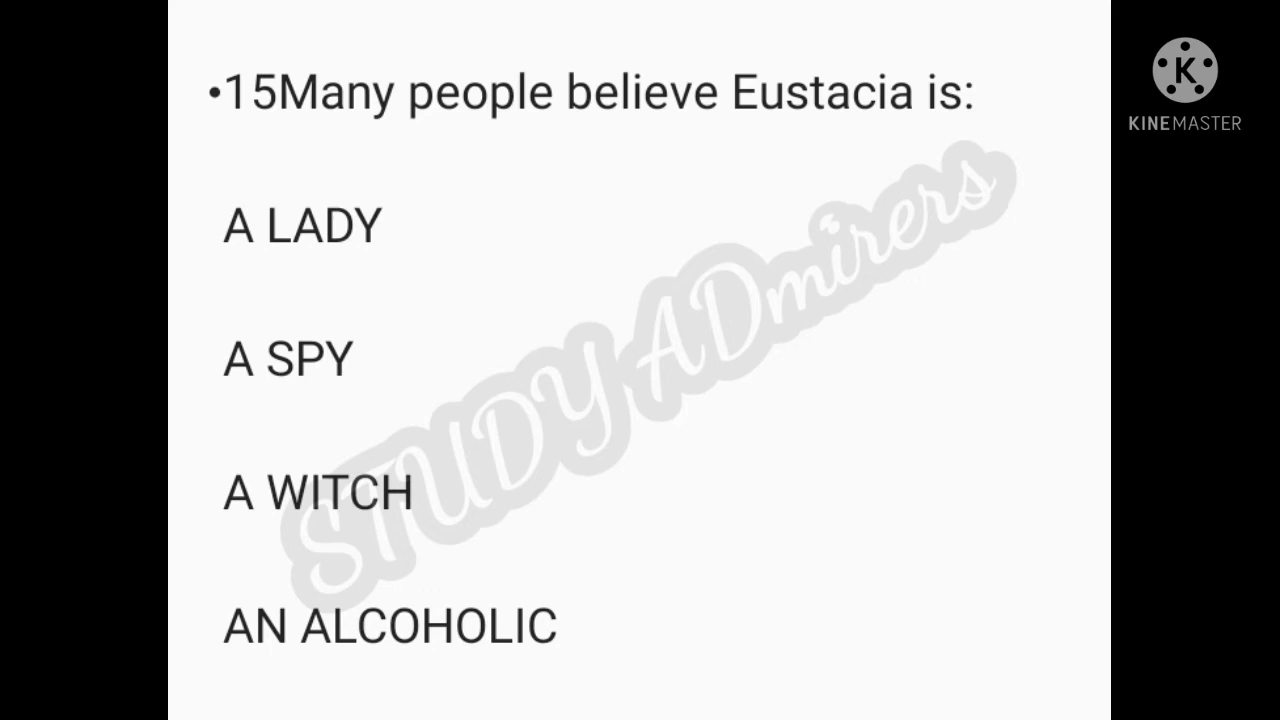 •15Many people believe Eustacia is:
A LADY
A SPY
A WITCH
AN ALCOHOLIC
STUDY ADmirers
K
KINEMASTER